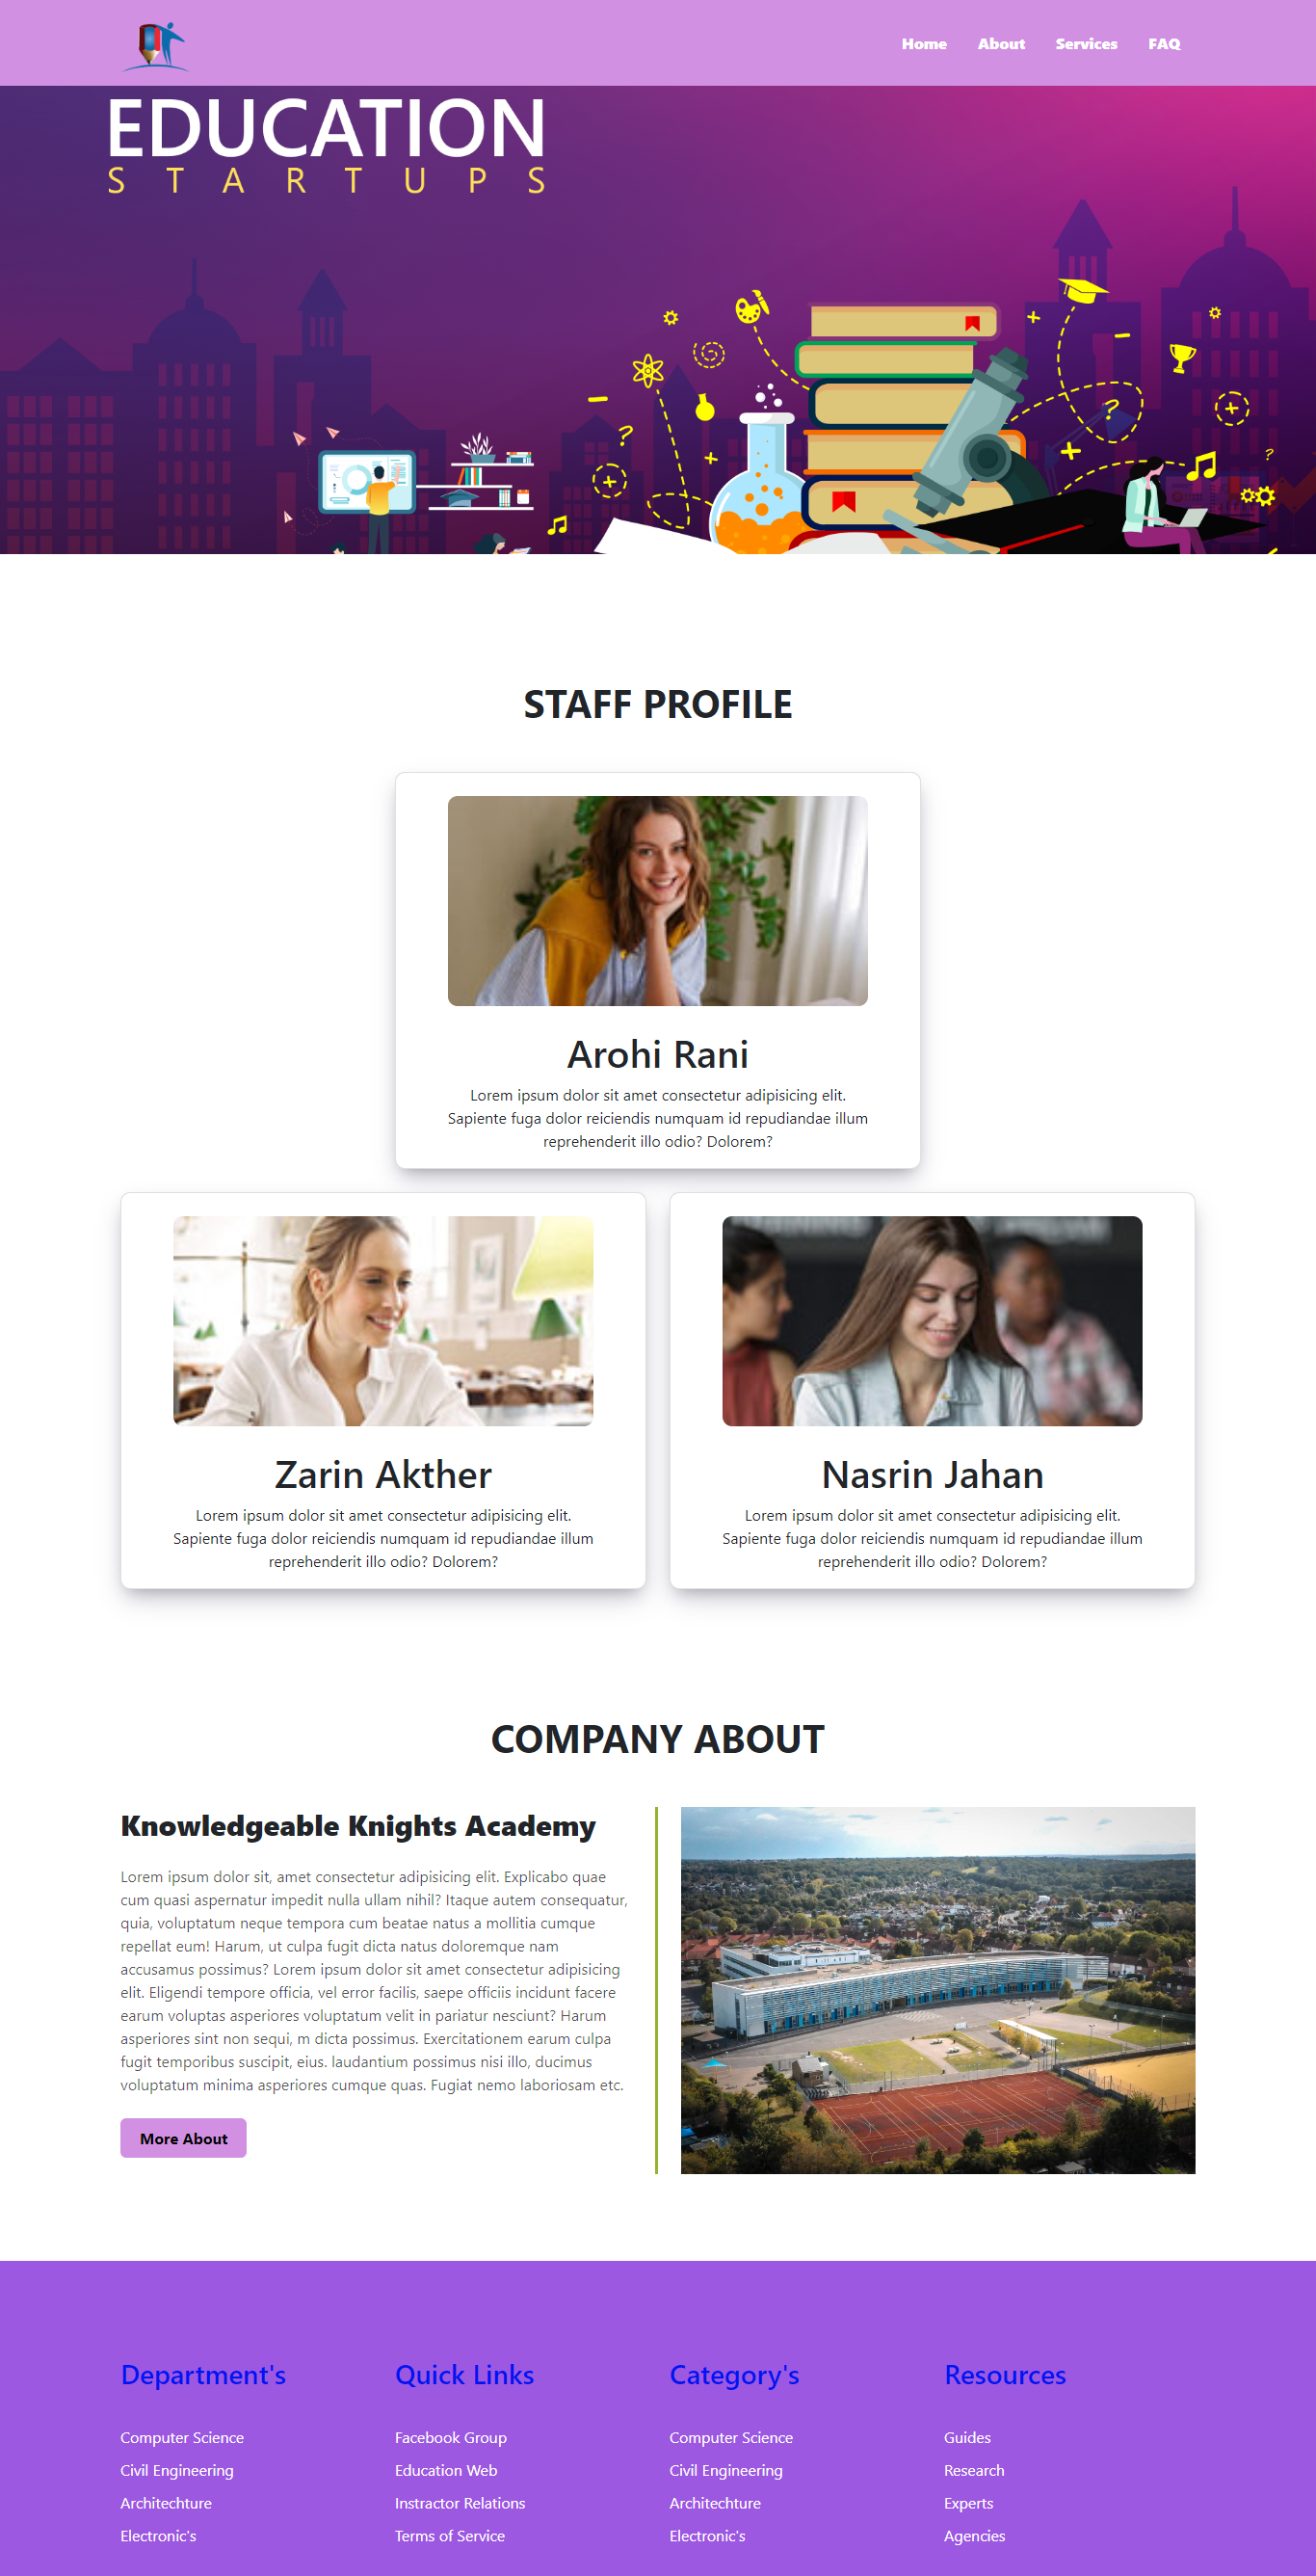 Home About Services FAQ
EDUCATION
STARTUPS
STAFF PROFILE
Arohi Rani
Lorem ipsum dolor sit amet consectetur adipisicing elit.
Sapiente fuga dolor reiciendis numquam id repudiandae illum
reprehenderit illo odio? Dolorem?
Zarin Akther
Lorem ipsum dolor sit amet consectetur adipisicing elit.
Sapiente fuga dolor reiciendis numquam id repudiandae illum
reprehenderit illo odio? Dolorem?
Nasrin Jahan
Lorem ipsum dolor sit amet consectetur adipisicing elit.
Sapiente fuga dolor reiciendis numquam id repudiandae illum
reprehenderit illo odio? Dolorem?
COMPANY ABOUT
Knowledgeable Knights Academy
Lorem ipsum dolor sit, amet consectetur adipisicing elit. Explicabo quae
cum quasi aspernatur impedit nulla ullam nihil? Itaque autem consequatur,
quia, voluptatum neque tempora cum beatae natus a mollitia cumque
repellat eum! Harum, ut culpa fugit dicta natus doloremque nam
accusamus possimus? Lorem ipsum dolor sit amet consectetur adipisicing
elit. Eligendi tempore officia, vel error facilis, saepe officiis incidunt facere
earum voluptas asperiores voluptatum velit in pariatur nesciunt? Harum
asperiores sint non sequi, m dicta possimus. Exercitationem earum culpa
fugit temporibus suscipit, eius. laudantium possimus nisi illo, ducimus
voluptatum minima asperiores cumque quas. Fugiat nemo laboriosam etc.
More About
Department's
Computer Science
Civil Engineering
Architechture
Electronic's
Quick Links
Facebook Group
Education Web
Instractor Relations
Terms of Service
Category's
Computer Science
Civil Engineering
Architechture
Electronic's
Resources
Guides
Research
Experts
Agencies